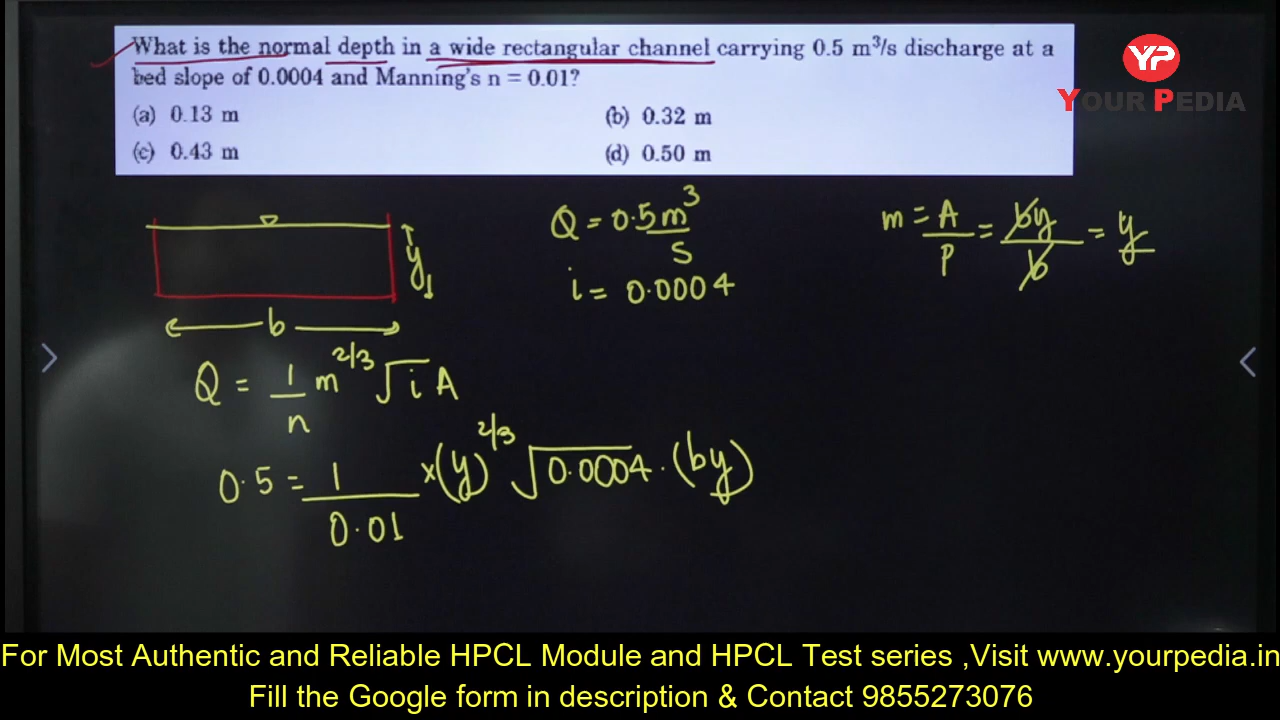 What is the normal depth in a wide rectangular channel carrying 0.5 m³/s discharge at a
bed slope of 0.0004 and Manning's n = 0.01?
(a) 0.13 m
(b) 0.32 m
(c) 0.43 m
(d) 0.50 m
YP
YOUR PEDIA
y
b
Q = 0.5 m³/s
i = 0.0004
m = A/P = by/b = y
Q = 1/n m^2/3 √i A
0.5 = 1/0.01 × (y)^2/3 √0.0004 · (by)
For Most Authentic and Reliable HPCL Module and HPCL Test series ,Visit www.yourpedia.in
Fill the Google form in description & Contact 9855273076